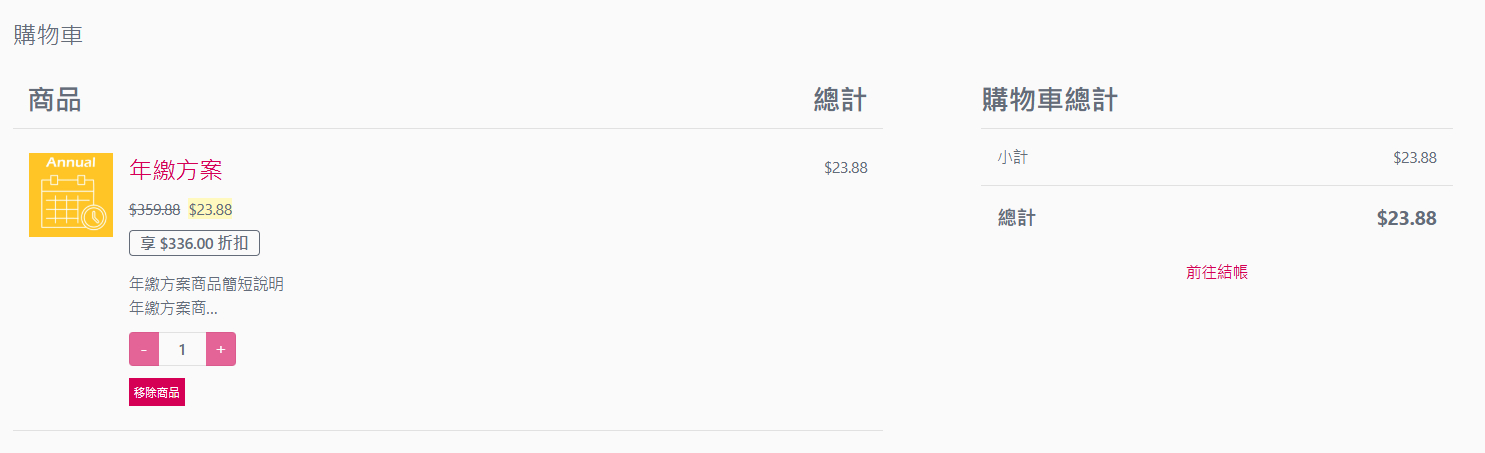 購物車
商品
總計
Annual
年繳方案
$359.88 $23.88
$23.88
享 $336.00 折扣
年繳方案商品簡短說明
年繳方案商...
- 1 +
移除商品
購物車總計
小計 $23.88
總計 $23.88
前往結帳